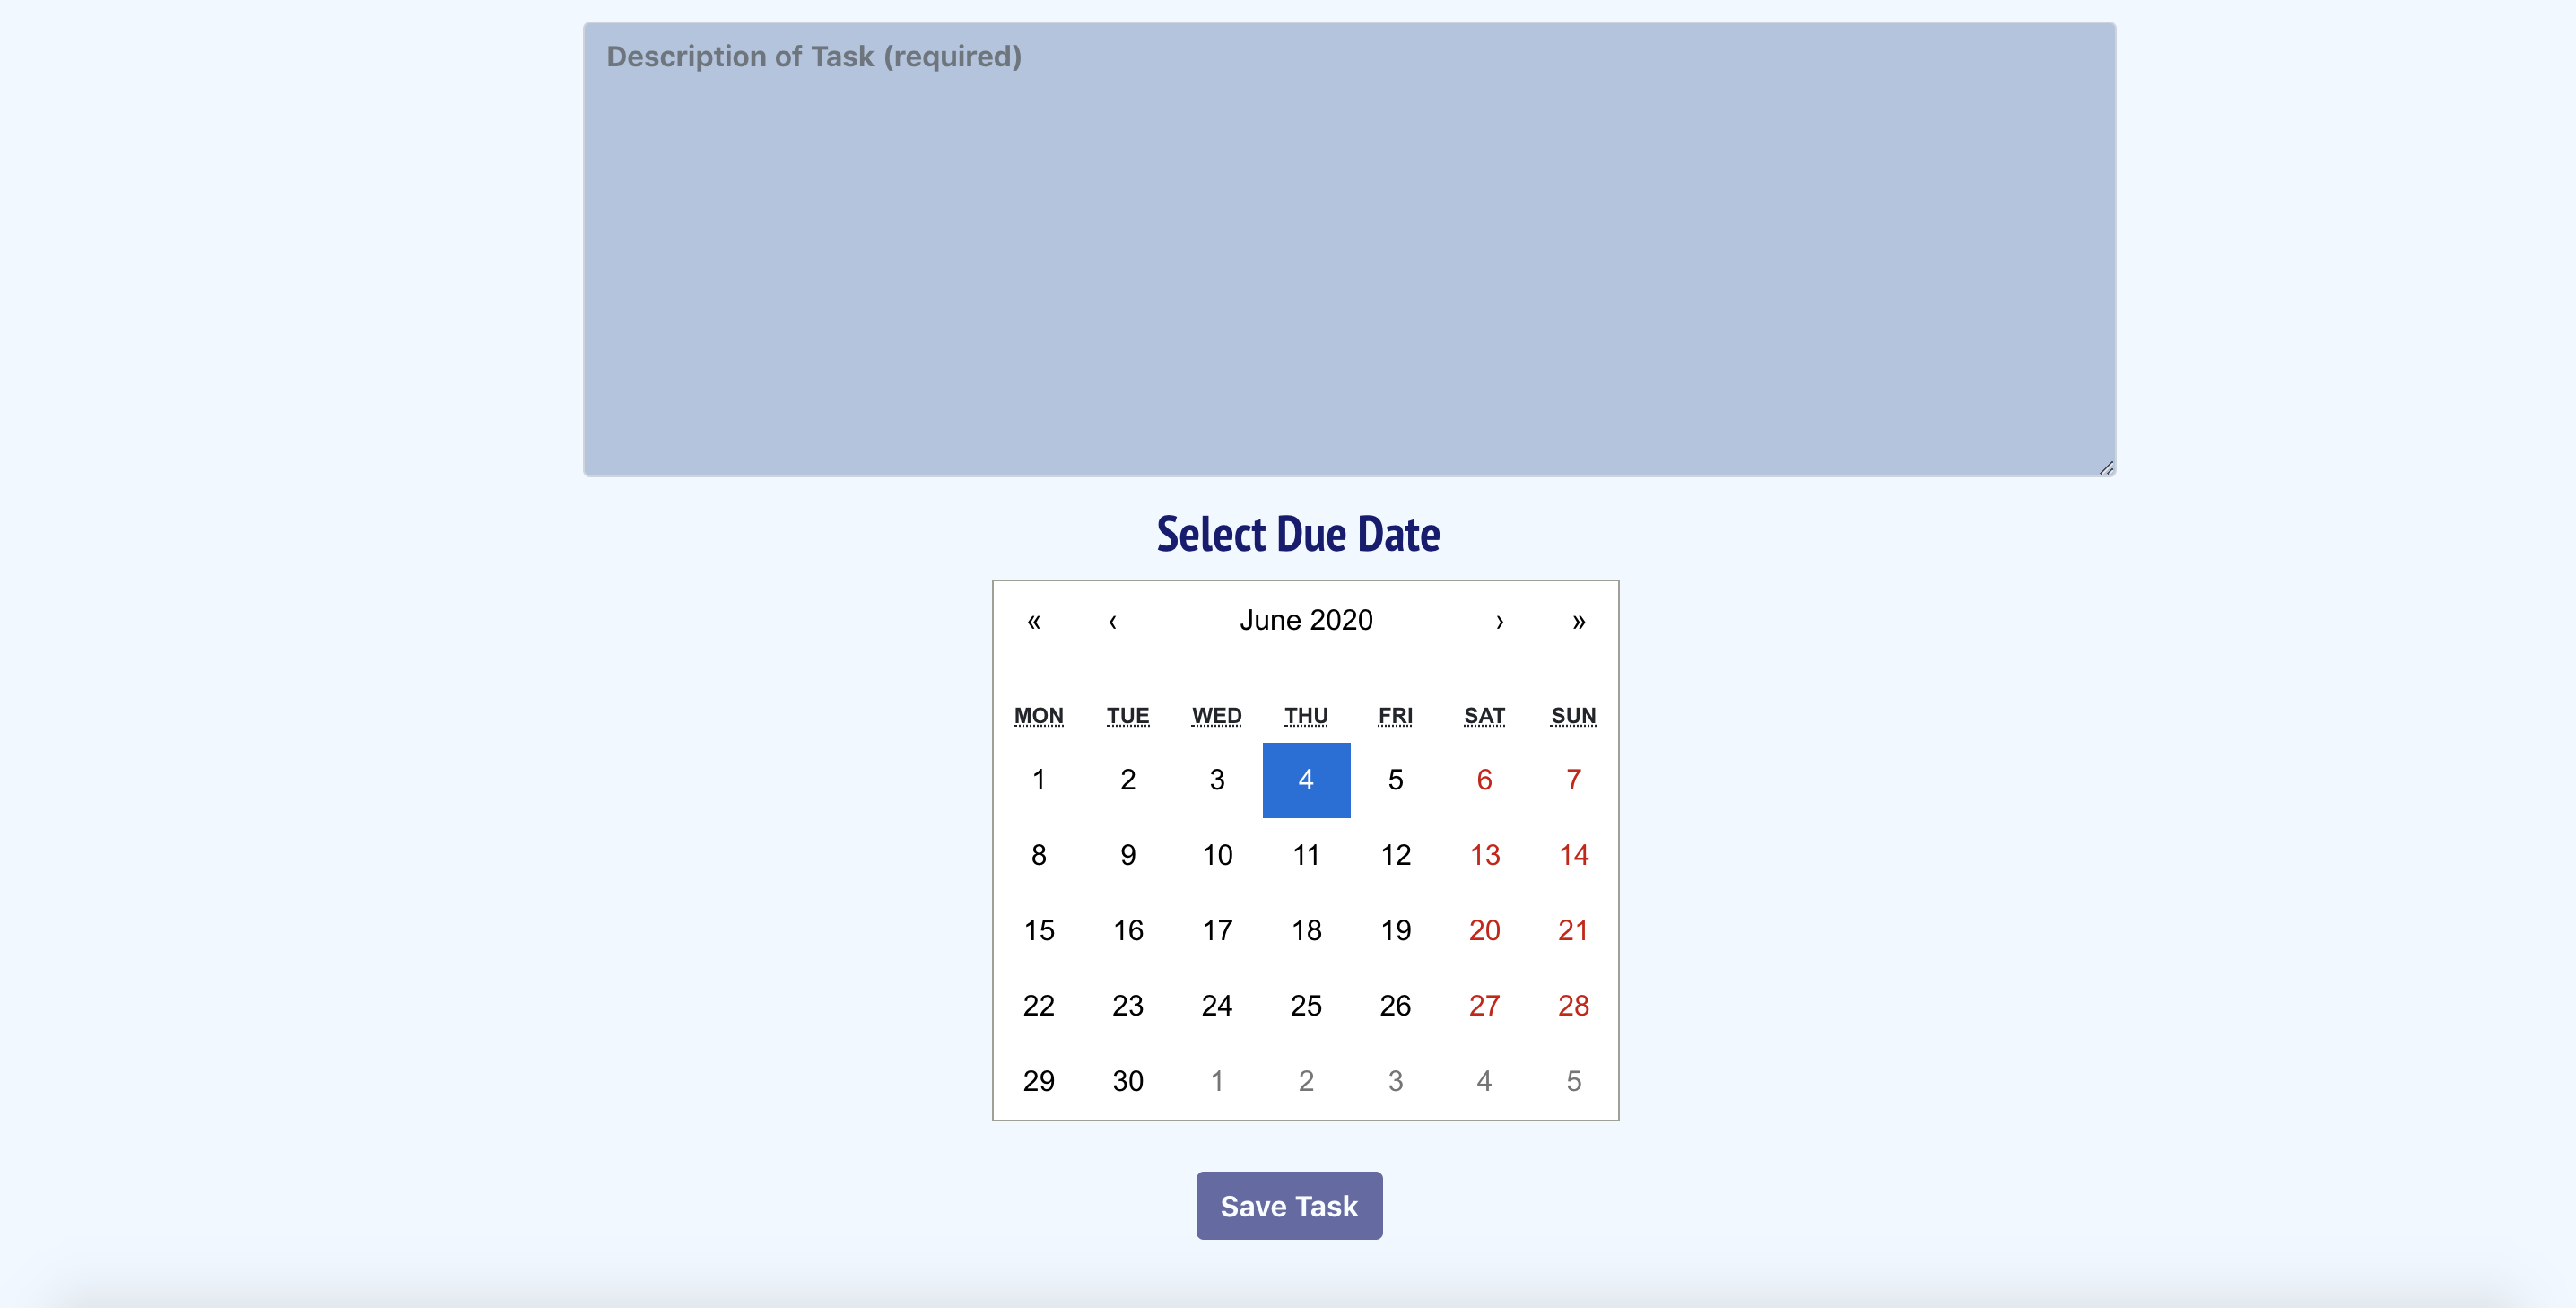 Description of Task (required)
Select Due Date
« ‹ June 2020 › »
MON TUE WED THU FRI SAT SUN
1 2 3 4 5 6 7
8 9 10 11 12 13 14
15 16 17 18 19 20 21
22 23 24 25 26 27 28
29 30 1 2 3 4 5
Save Task